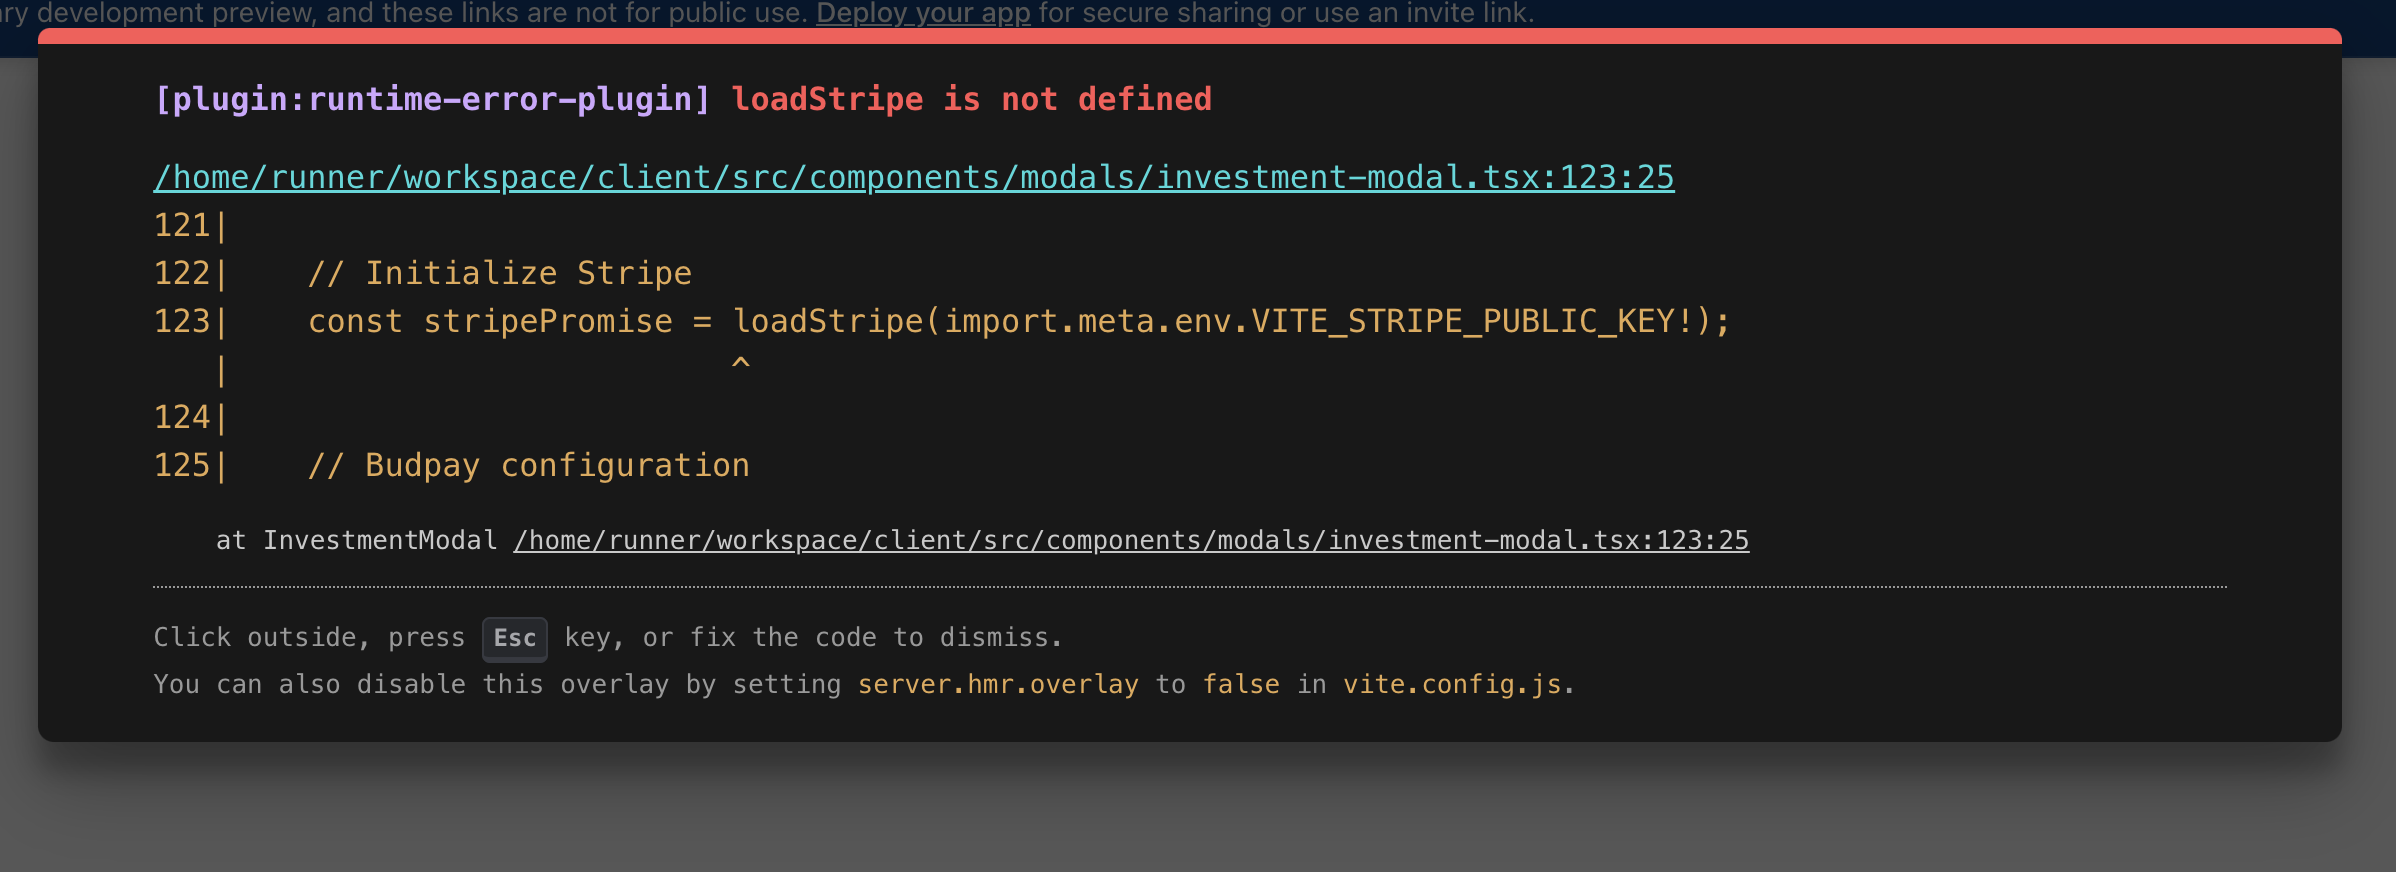 ry development preview, and these links are not for public use. Deploy your app for secure sharing or use an invite link.
[plugin:runtime-error-plugin] loadStripe is not defined
/home/runner/workspace/client/src/components/modals/investment-modal.tsx:123:25
121|
122|    // Initialize Stripe
123|    const stripePromise = loadStripe(import.meta.env.VITE_STRIPE_PUBLIC_KEY!);
   |                          ^
124|
125|    // Budpay configuration
at InvestmentModal /home/runner/workspace/client/src/components/modals/investment-modal.tsx:123:25
Click outside, press Esc key, or fix the code to dismiss.
You can also disable this overlay by setting server.hmr.overlay to false in vite.config.js.